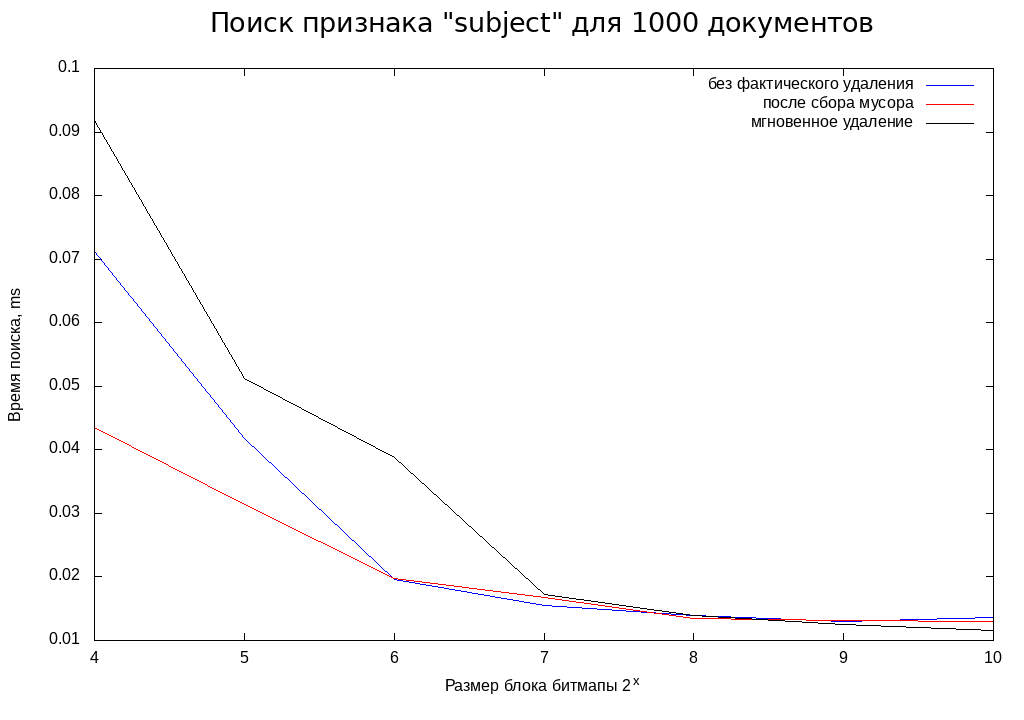 Поиск признака "subject" для 1000 документов
0.1
0.09
0.08
0.07
0.06
0.05
0.04
0.03
0.02
0.01
без фактического удаления
после сбора мусора
мгновенное удаление
Время поиска, ms
4 5 6 7 8 9 10
Размер блока битмапы 2^x